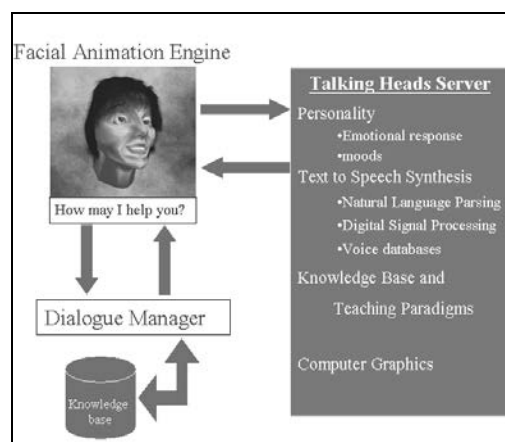 Facial Animation Engine
How may I help you?
Dialogue Manager
Knowledge
base
Talking Heads Server
Personality
•Emotional response
•moods
Text to Speech Synthesis
•Natural Language Parsing
•Digital Signal Processing
•Voice databases
Knowledge Base and
Teaching Paradigms
Computer Graphics